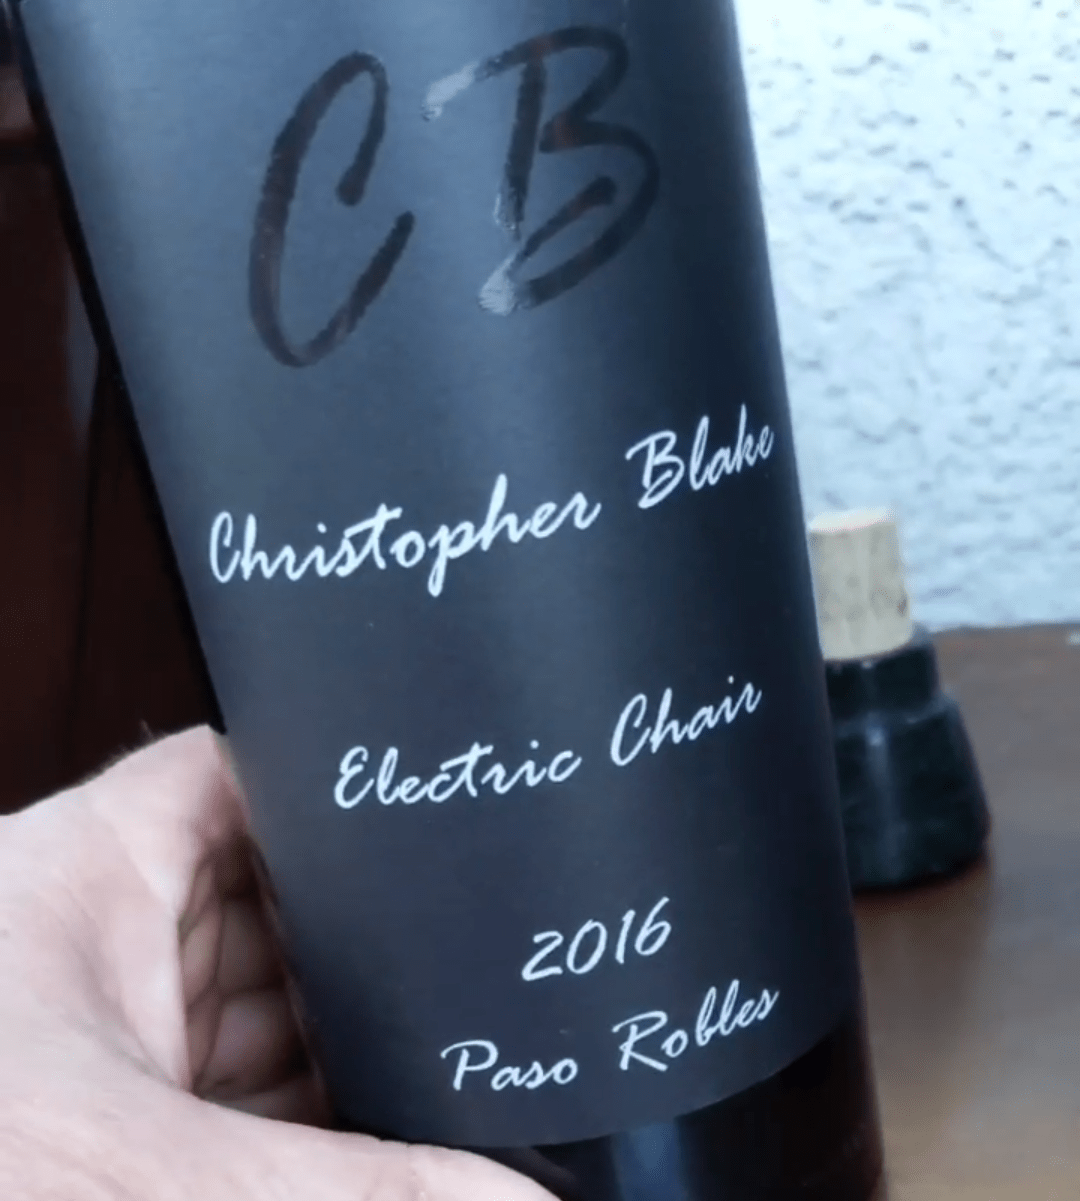 CB
Christopher Blake
Electric Chair
2016
Paso Robles